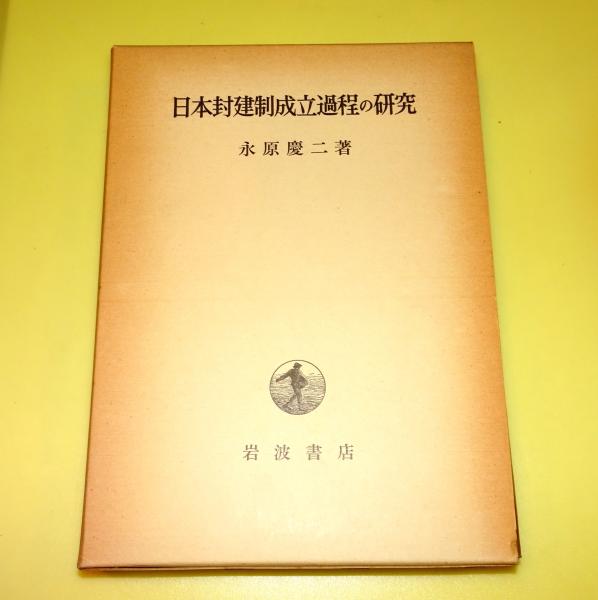 日本封建制成立過程の研究
永原慶二著
岩波書店